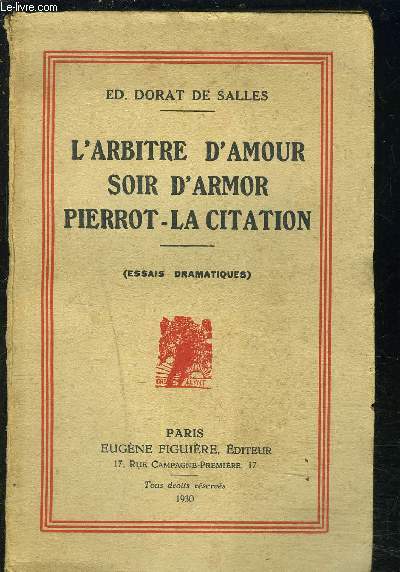 Le-livre.com
ED. DORAT DE SALLES
L'ARBITRE D'AMOUR
SOIR D'ARMOR
PIERROT-LA CITATION
(ESSAIS DRAMATIQUES)
PARIS
EUGÈNE FIGUIÈRE, ÉDITEUR
17, RUE CAMPAGNE-PREMIÈRE, 17
Tous droits réservés
1930